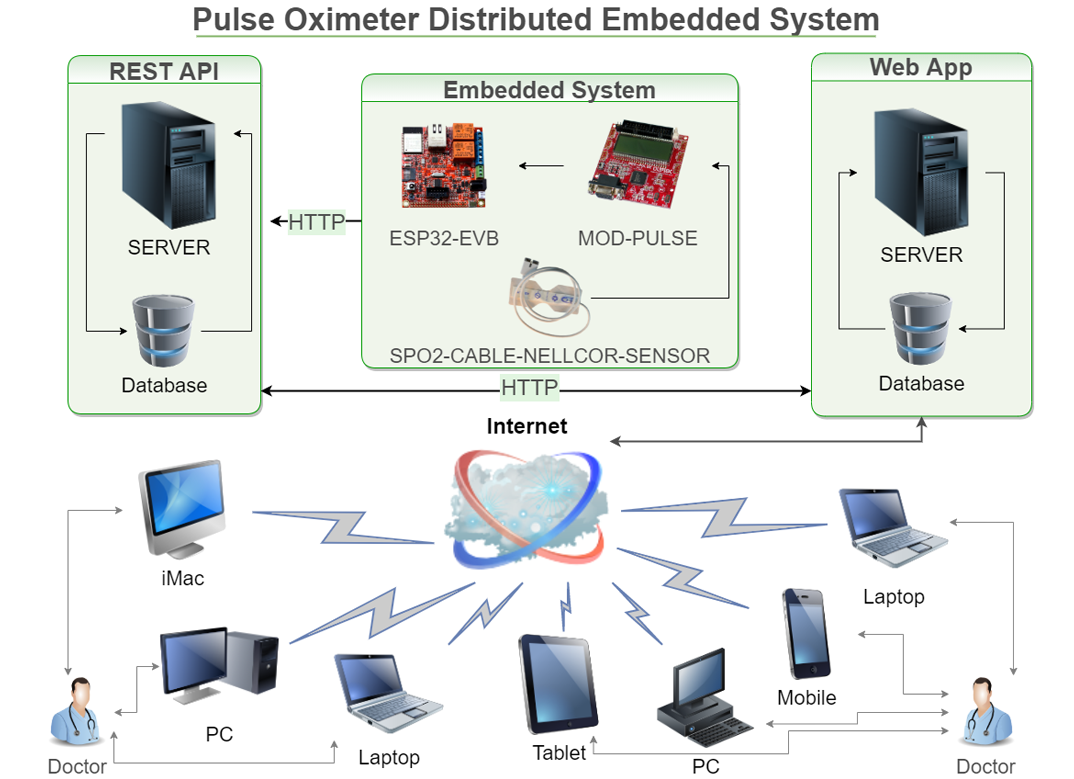 Pulse Oximeter Distributed Embedded System
REST API
SERVER
Database
Embedded System
ESP32-EVB
MOD-PULSE
SPO2-CABLE-NELLCOR-SENSOR
HTTP
Web App
SERVER
Database
HTTP
Internet
iMac
PC
Laptop
Tablet
PC
Mobile
Laptop
Doctor
Doctor